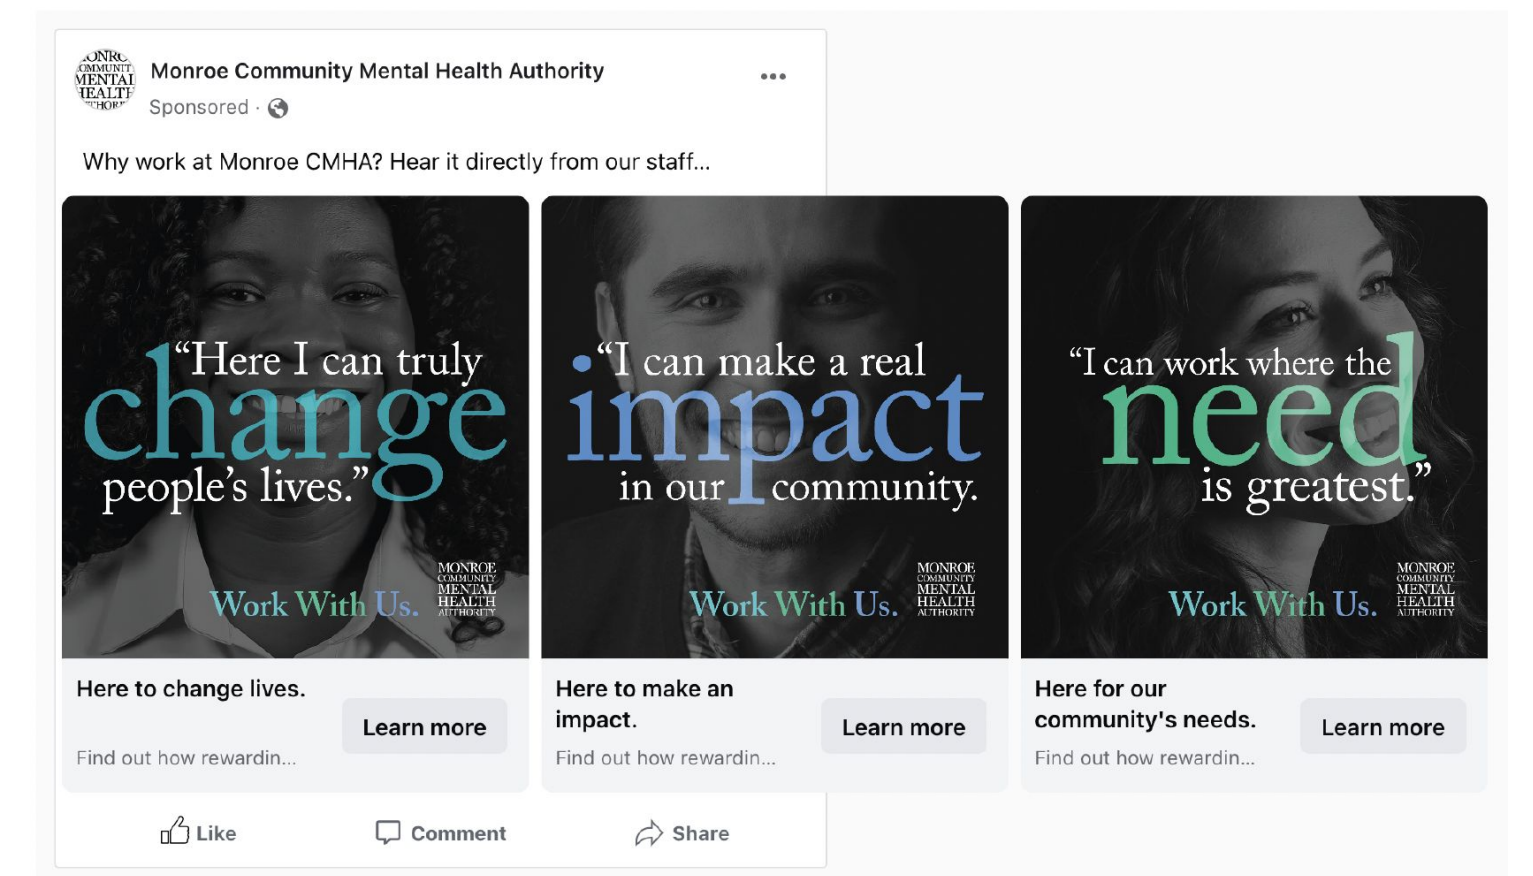 MONROE
COMMUNITY
MENTAL
HEALTH
AUTHORITY
Monroe Community Mental Health Authority
Sponsored ·
Why work at Monroe CMHA? Hear it directly from our staff...
“Here I can truly
change
people’s lives.”
Work With Us.
MONROE
COMMUNITY
MENTAL
HEALTH
AUTHORITY
Here to change lives.
Find out how rewardin...
Learn more
“I can make a real
impact
in our community.
Work With Us.
MONROE
COMMUNITY
MENTAL
HEALTH
AUTHORITY
Here to make an
impact.
Find out how rewardin...
Learn more
“I can work where the
need
is greatest.”
Work With Us.
MONROE
COMMUNITY
MENTAL
HEALTH
AUTHORITY
Here for our
community's needs.
Find out how rewardin...
Learn more
Like
Comment
Share